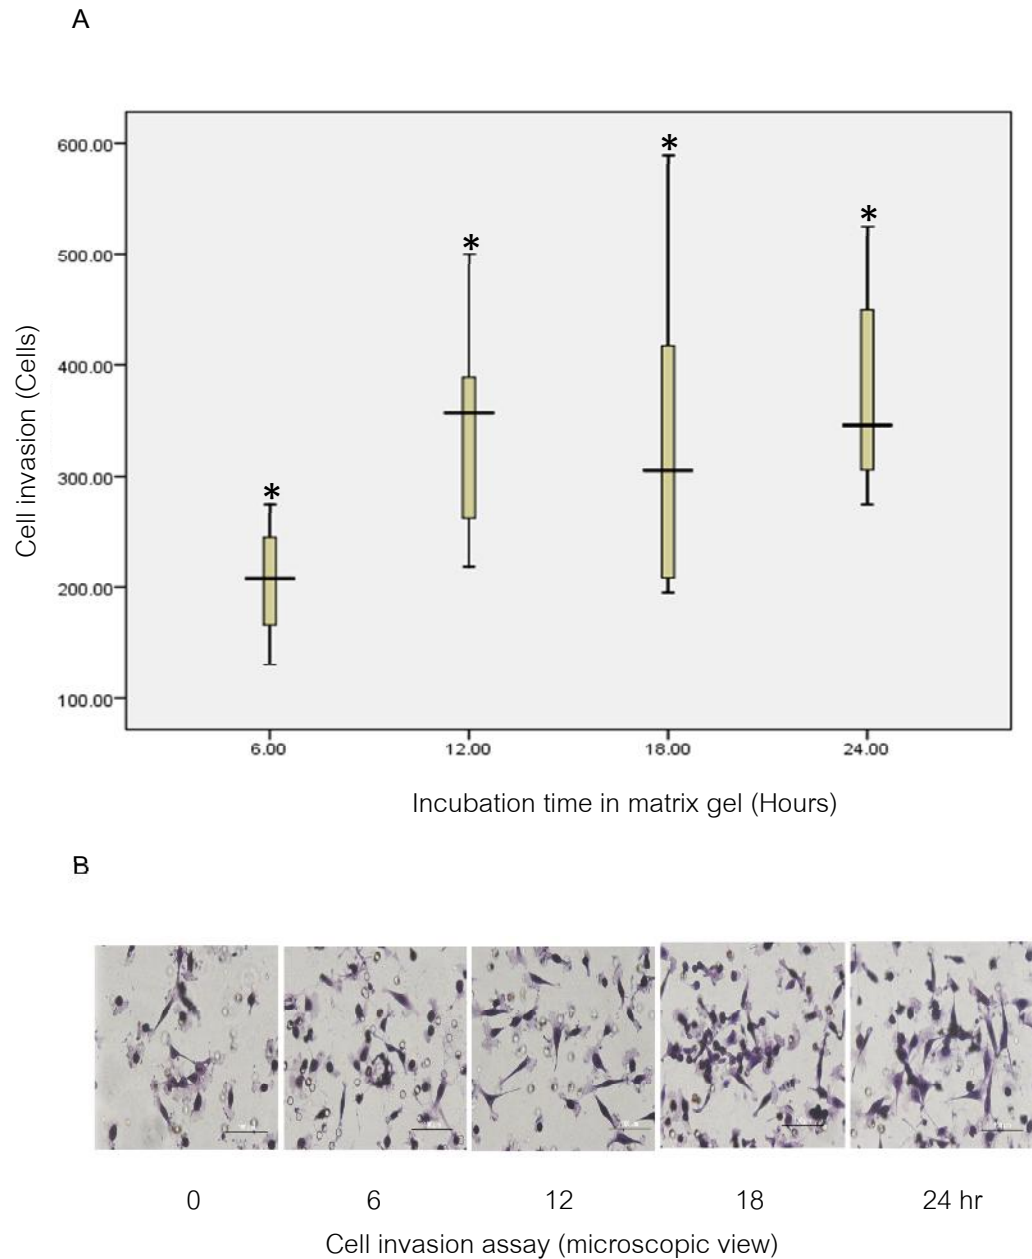 A
600.00
500.00
400.00
300.00
200.00
100.00
Cell invasion (Cells)
* * * *
6.00 12.00 18.00 24.00
Incubation time in matrix gel (Hours)
B
0 6 12 18 24 hr
Cell invasion assay (microscopic view)